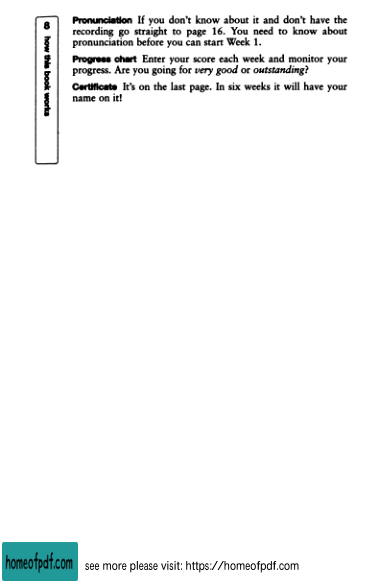 8
how this book works
Pronunciation If you don't know about it and don't have the
recording go straight to page 16. You need to know about
pronunciation before you can start Week 1.
Progress chart Enter your score each week and monitor your
progress. Are you going for very good or outstanding?
Certificate It's on the last page. In six weeks it will have your
name on it!
homeofpdf.com
see more please visit: https://homeofpdf.com